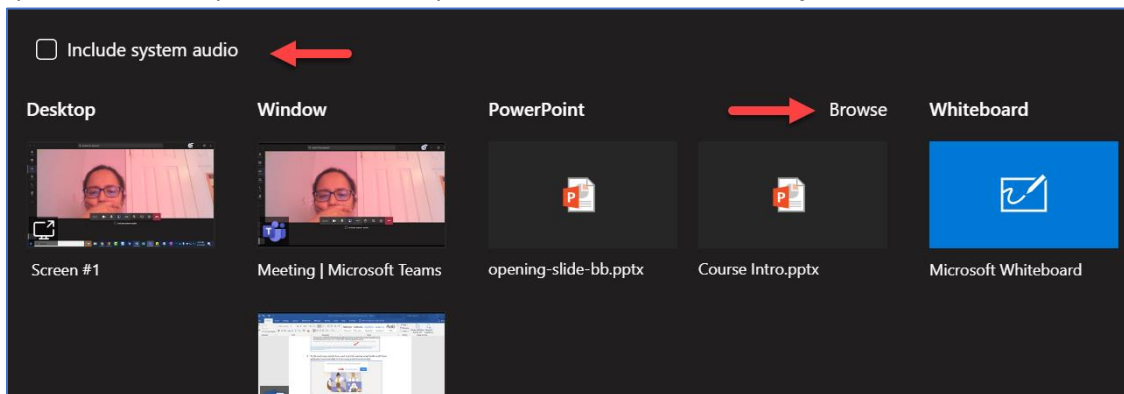 Include system audio
Desktop
Window
PowerPoint
Browse
Whiteboard
Screen #1
Meeting | Microsoft Teams
opening-slide-bb.pptx
Course Intro.pptx
Microsoft Whiteboard